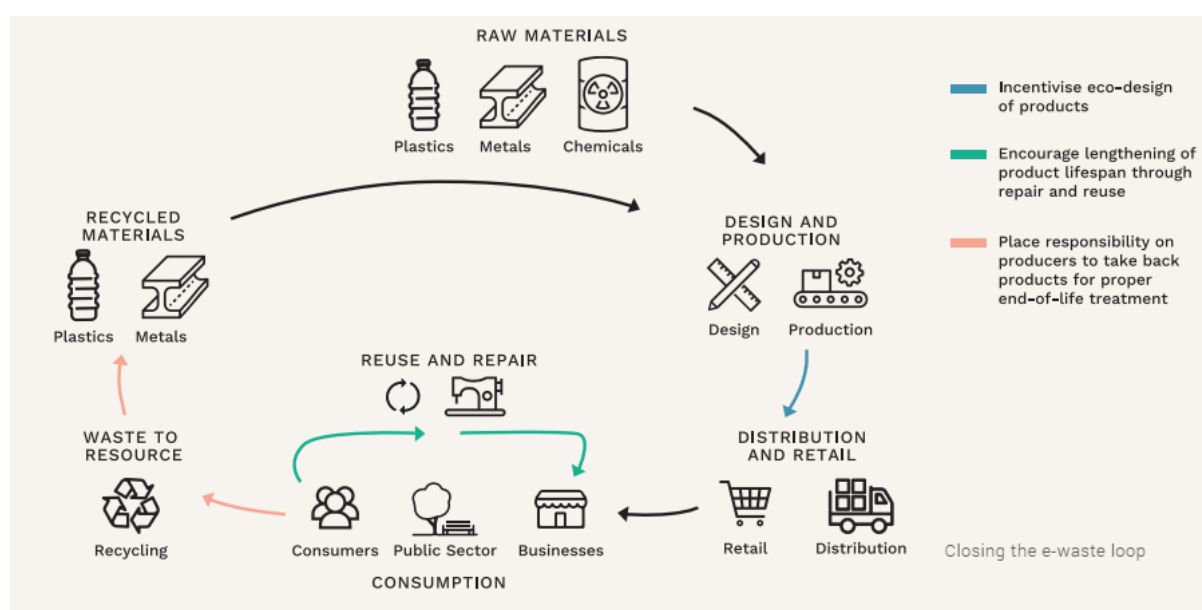 RAW MATERIALS
Plastics
Metals
Chemicals
Incentivise eco-design
of products
Encourage lengthening of
product lifespan through
repair and reuse
Place responsibility on
producers to take back
products for proper
end-of-life treatment
RECYCLED
MATERIALS
Plastics
Metals
DESIGN AND
PRODUCTION
Design
Production
REUSE AND REPAIR
WASTE TO
RESOURCE
Recycling
DISTRIBUTION
AND RETAIL
Retail
Distribution
Consumers
Public Sector
Businesses
CONSUMPTION
Closing the e-waste loop